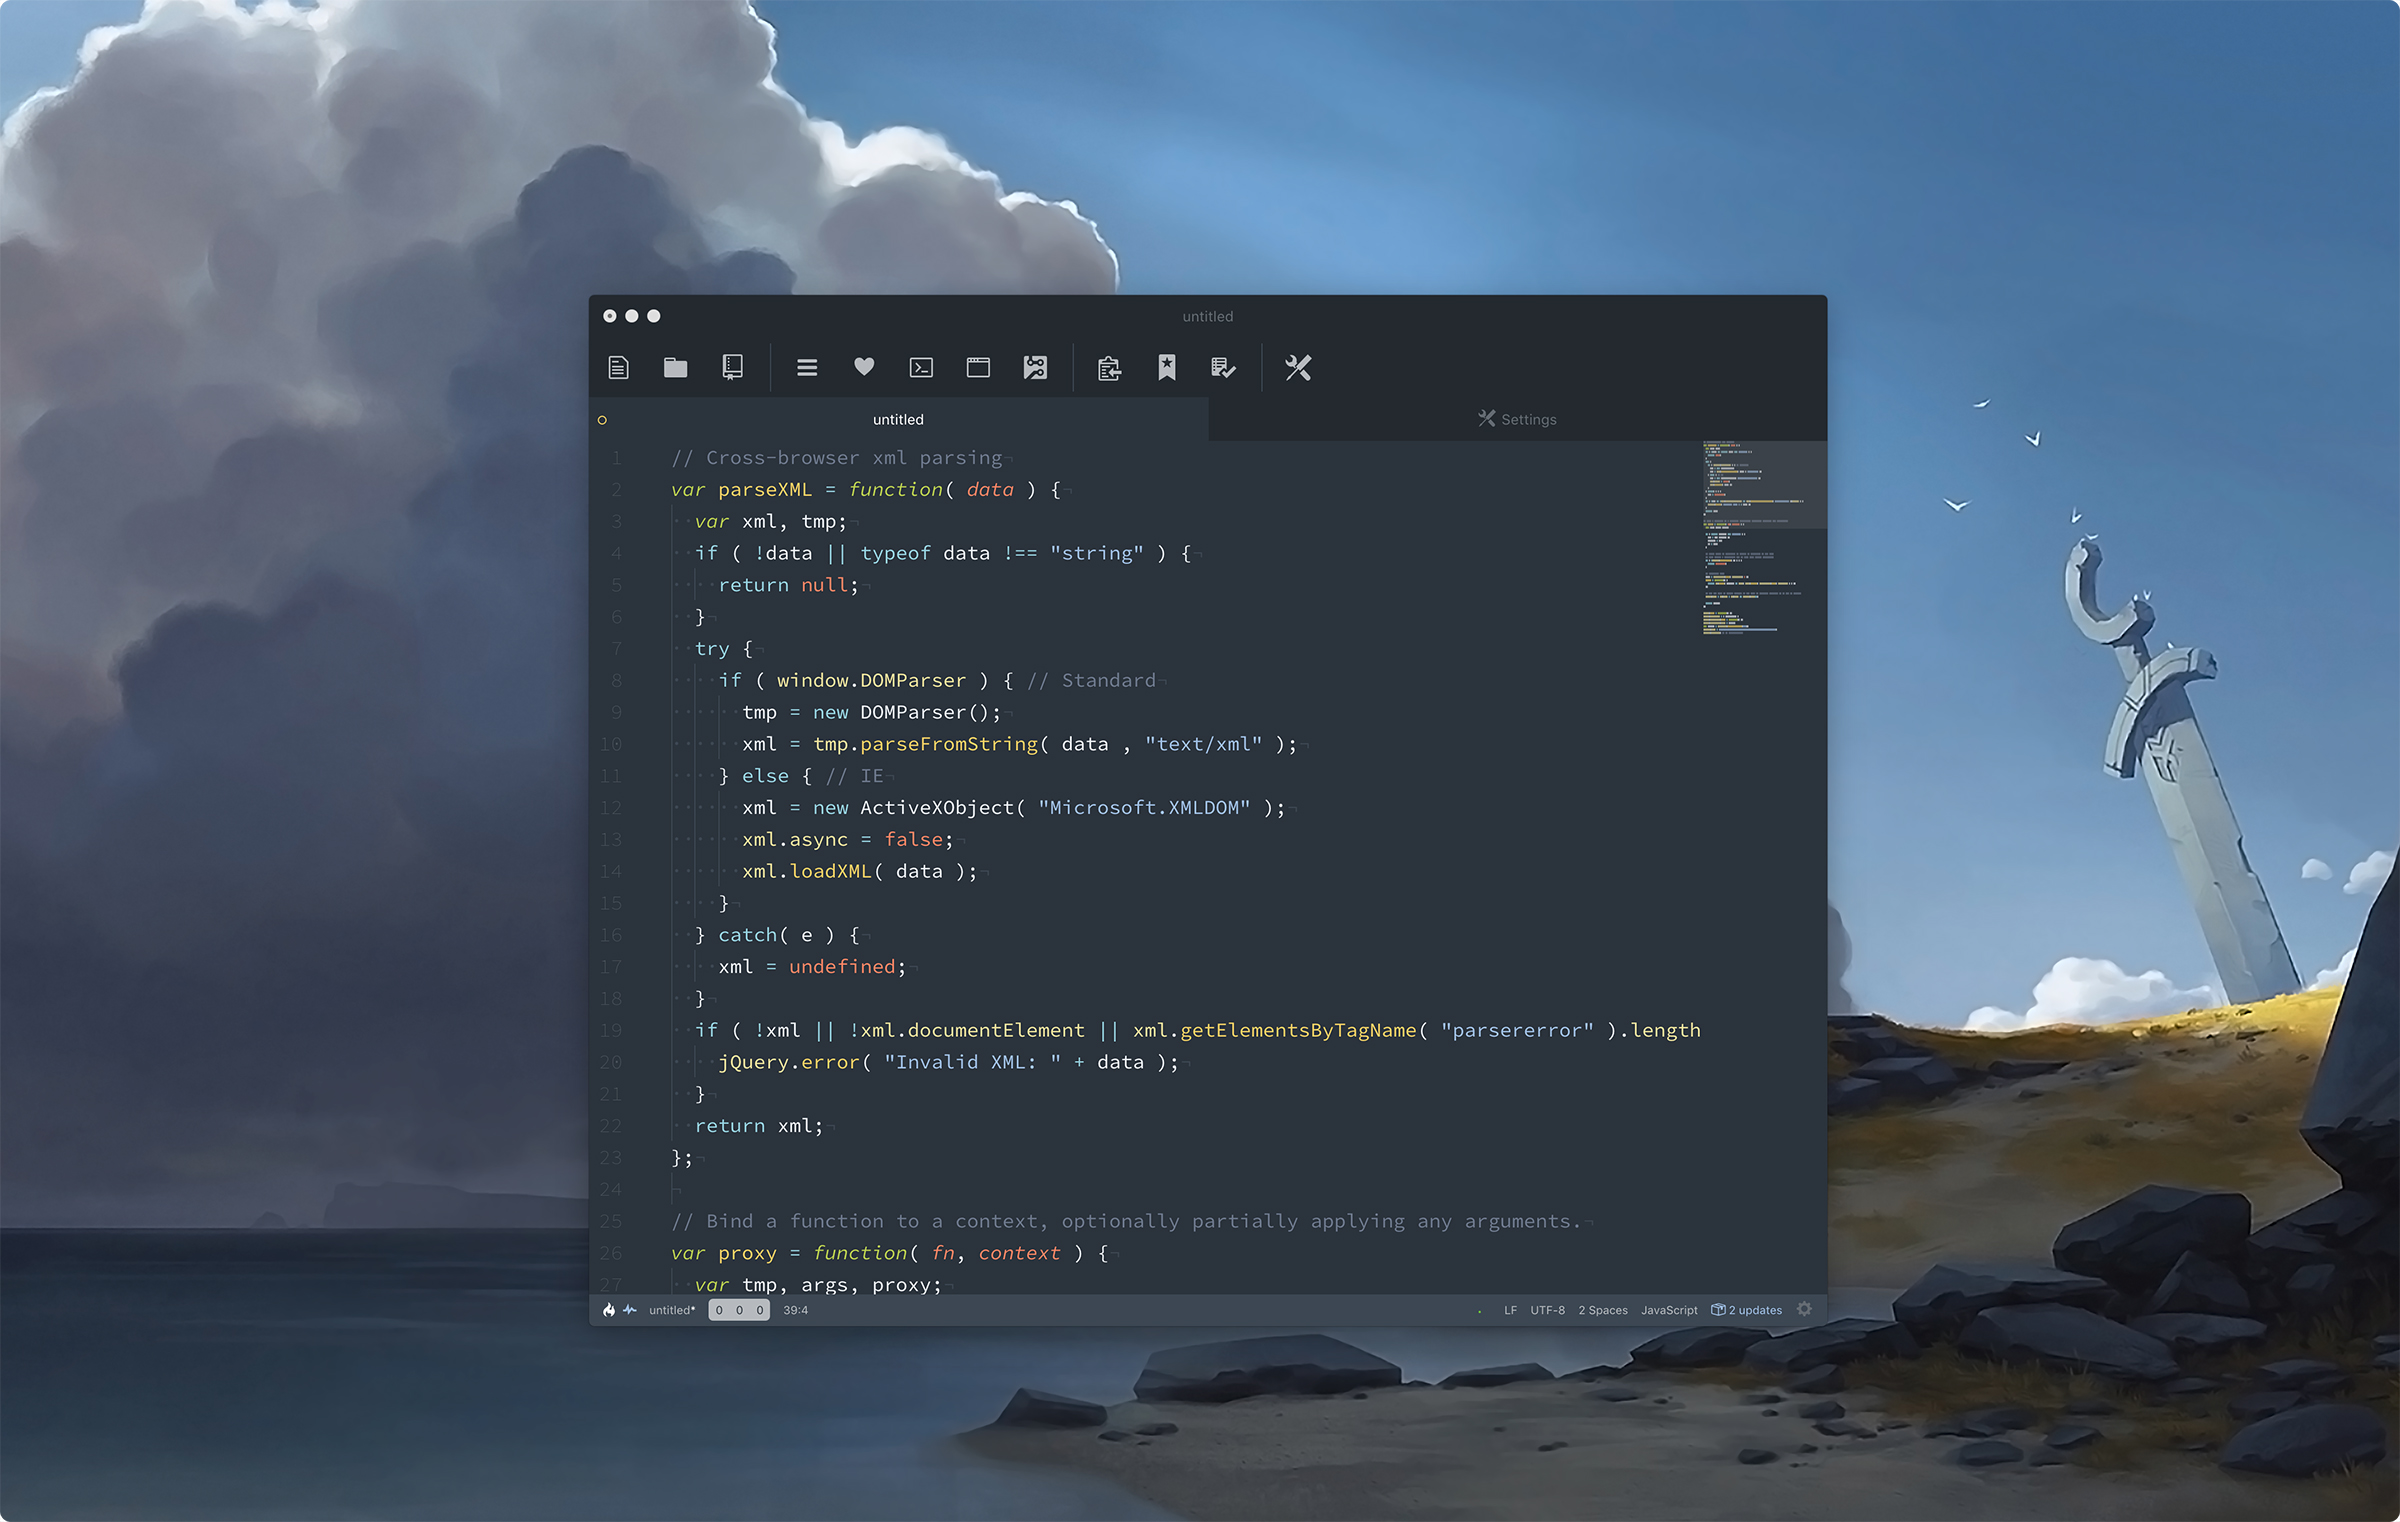 untitled
untitled
Settings
1 // Cross-browser xml parsing
2 var parseXML = function( data ) {
3 var xml, tmp;
4 if ( !data || typeof data !== "string" ) {
5 return null;
6 }
7 try {
8 if ( window.DOMParser ) { // Standard
9 tmp = new DOMParser();
10 xml = tmp.parseFromString( data , "text/xml" );
11 } else { // IE
12 xml = new ActiveXObject( "Microsoft.XMLDOM" );
13 xml.async = false;
14 xml.loadXML( data );
15 }
16 } catch( e ) {
17 xml = undefined;
18 }
19 if ( !xml || !xml.documentElement || xml.getElementsByTagName( "parsererror" ).length
20 jQuery.error( "Invalid XML: " + data );
21 }
22 return xml;
23 };
24
25 // Bind a function to a context, optionally partially applying any arguments.
26 var proxy = function( fn, context ) {
27 var tmp, args, proxy;
untitled* 0 0 0 39:4 LF UTF-8 2 Spaces JavaScript 2 updates